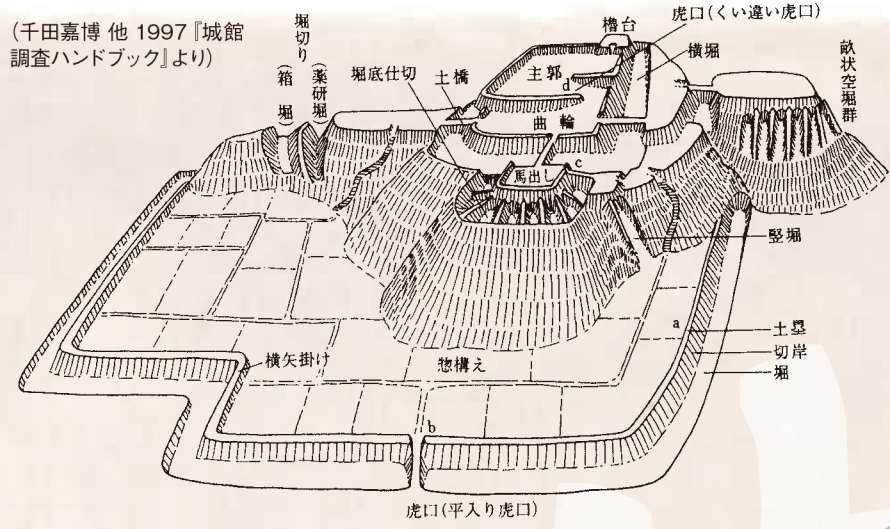 (千田嘉博 他 1997『城館
調査ハンドブック』より)
堀切り
(箱 堀)
(薬研堀)
堀底仕切
土橋
主郭
櫓台
虎口(くい違い虎口)
横堀
畝状空堀群
d
曲輪
馬出し
c
竪堀
a
土塁
切岸
堀
横矢掛け
惣構え
b
虎口(平入り虎口)